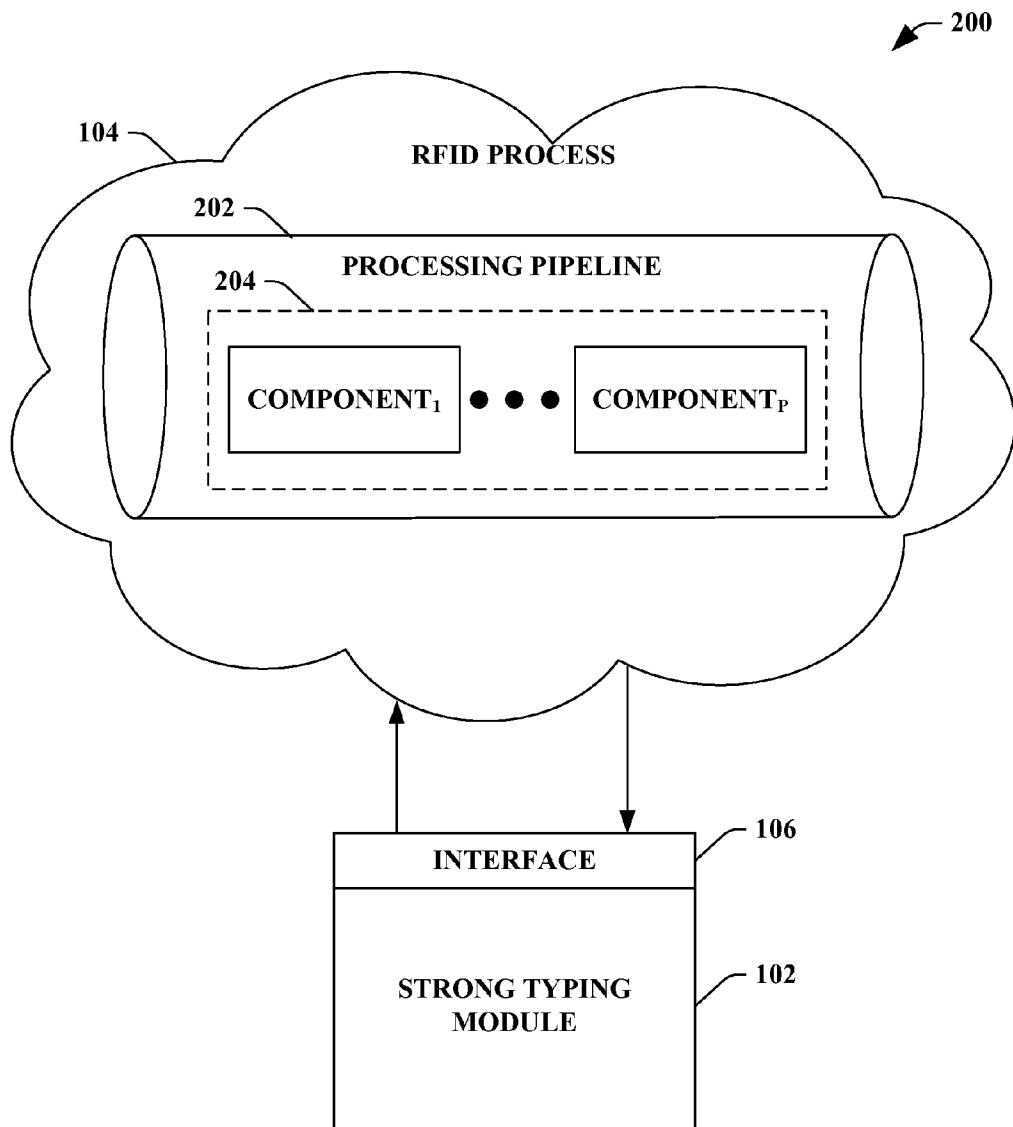 200
104
RFID PROCESS
202
PROCESSING PIPELINE
204
COMPONENT₁ ● ● ● COMPONENTₚ
106
INTERFACE
102
STRONG TYPING
MODULE